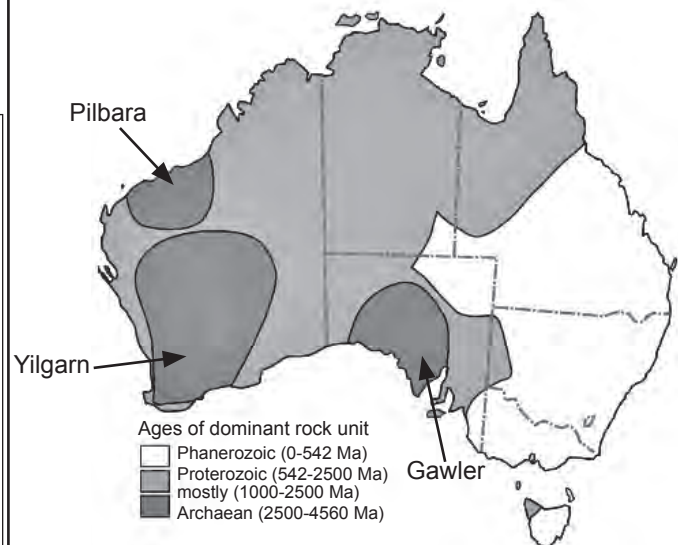 Pilbara
Yilgarn
Ages of dominant rock unit
Phanerozoic (0-542 Ma)
Proterozoic (542-2500 Ma)
mostly (1000-2500 Ma)
Archaean (2500-4560 Ma)
Gawler